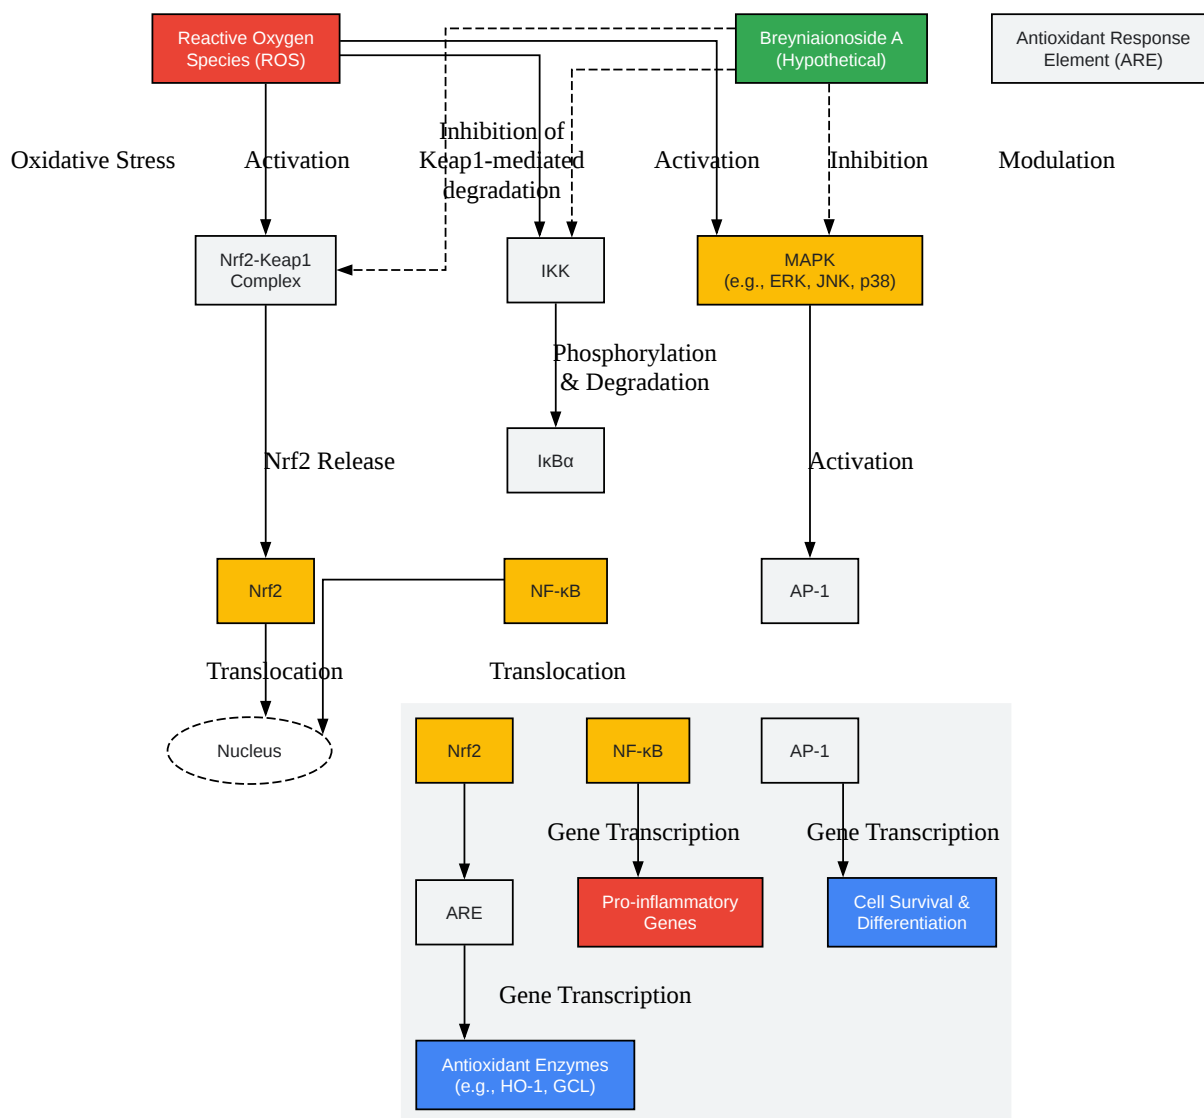 Reactive Oxygen
Species (ROS)
Breyniaionoside A
(Hypothetical)
Antioxidant Response
Element (ARE)
Oxidative Stress
Activation
Inhibition of
Keap1-mediated
degradation
Activation
Inhibition
Modulation
Nrf2-Keap1
Complex
IKK
MAPK
(e.g., ERK, JNK, p38)
Phosphorylation
& Degradation
Nrf2 Release
IκBα
Activation
Nrf2
NF-κB
AP-1
Translocation
Translocation
Nucleus
Nrf2
NF-κB
AP-1
Gene Transcription
Gene Transcription
ARE
Pro-inflammatory
Genes
Cell Survival &
Differentiation
Gene Transcription
Antioxidant Enzymes
(e.g., HO-1, GCL)